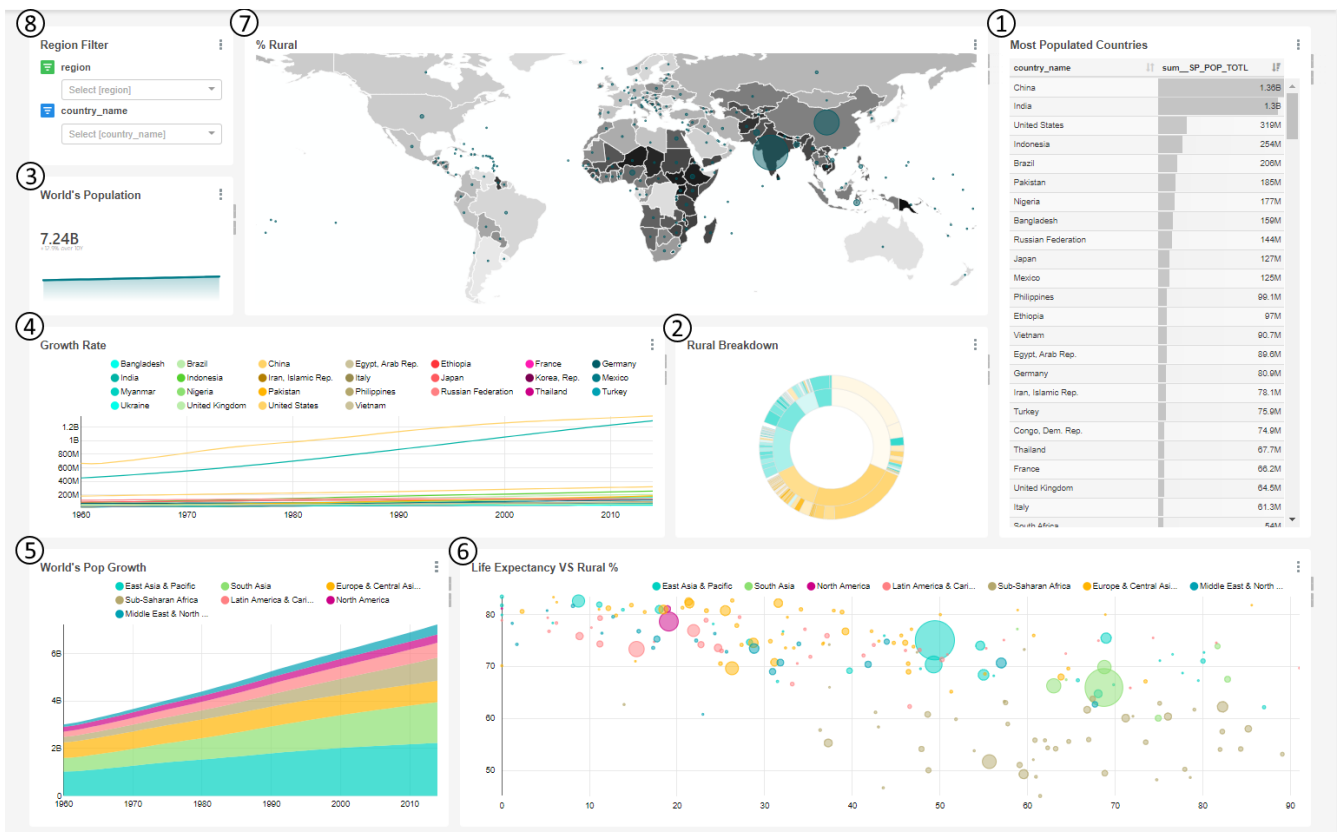 ⑧
Region Filter
region
Select [region]
country_name
Select [country_name]
⑦
% Rural
①
Most Populated Countries
country_name sum__SP_POP_TOTL
China 1.36B
India 1.3B
United States 319M
Indonesia 254M
Brazil 206M
Pakistan 185M
Nigeria 177M
Bangladesh 159M
Russian Federation 144M
Japan 127M
Mexico 125M
Philippines 99.1M
Ethiopia 97M
Vietnam 90.7M
Egypt, Arab Rep. 89.6M
Germany 80.9M
Iran, Islamic Rep. 78.1M
Turkey 75.9M
Congo, Dem. Rep. 74.9M
Thailand 67.7M
France 66.2M
United Kingdom 64.5M
Italy 61.3M
South Africa 54M
③
World's Population
7.24B
④
Growth Rate
Bangladesh Brazil China Egypt, Arab Rep. Ethiopia France Germany
India Indonesia Iran, Islamic Rep. Italy Japan Korea, Rep. Mexico
Myanmar Nigeria Pakistan Philippines Russian Federation Thailand Turkey
Ukraine United Kingdom United States Vietnam
1.2B
1B
800M
600M
400M
200M
1960 1970 1980 1990 2000 2010
②
Rural Breakdown
⑤
World's Pop Growth
East Asia & Pacific South Asia Europe & Central Asi...
Sub-Saharan Africa Latin America & Cari... North America
Middle East & North ...
6B
4B
2B
0
1960 1970 1980 1990 2000 2010
⑥
Life Expectancy VS Rural %
East Asia & Pacific South Asia North America Latin America & Cari... Sub-Saharan Africa Europe & Central Asi... Middle East & North ...
80
70
60
50
0 10 20 30 40 50 60 70 80 90